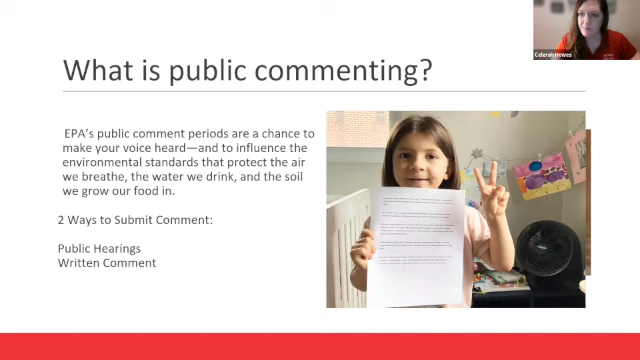 Celerah Hewes
What is public commenting?
EPA's public comment periods are a chance to
make your voice heard—and to influence the
environmental standards that protect the air
we breathe, the water we drink, and the soil
we grow our food in.
2 Ways to Submit Comment:
Public Hearings
Written Comment